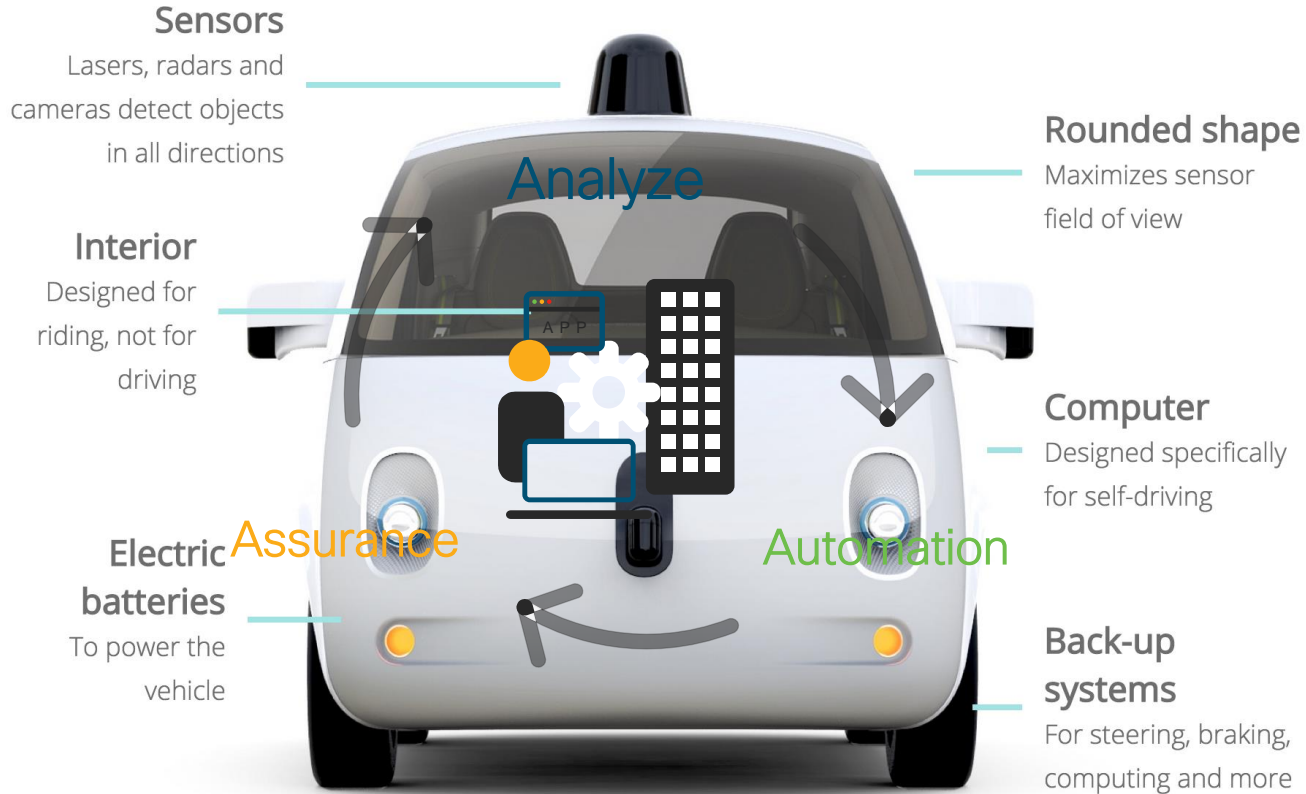 Sensors
Lasers, radars and
cameras detect objects
in all directions
Interior
Designed for
riding, not for
driving
Electric
batteries
To power the
vehicle
Analyze
APP
Assurance
Automation
Rounded shape
Maximizes sensor
field of view
Computer
Designed specifically
for self-driving
Back-up
systems
For steering, braking,
computing and more